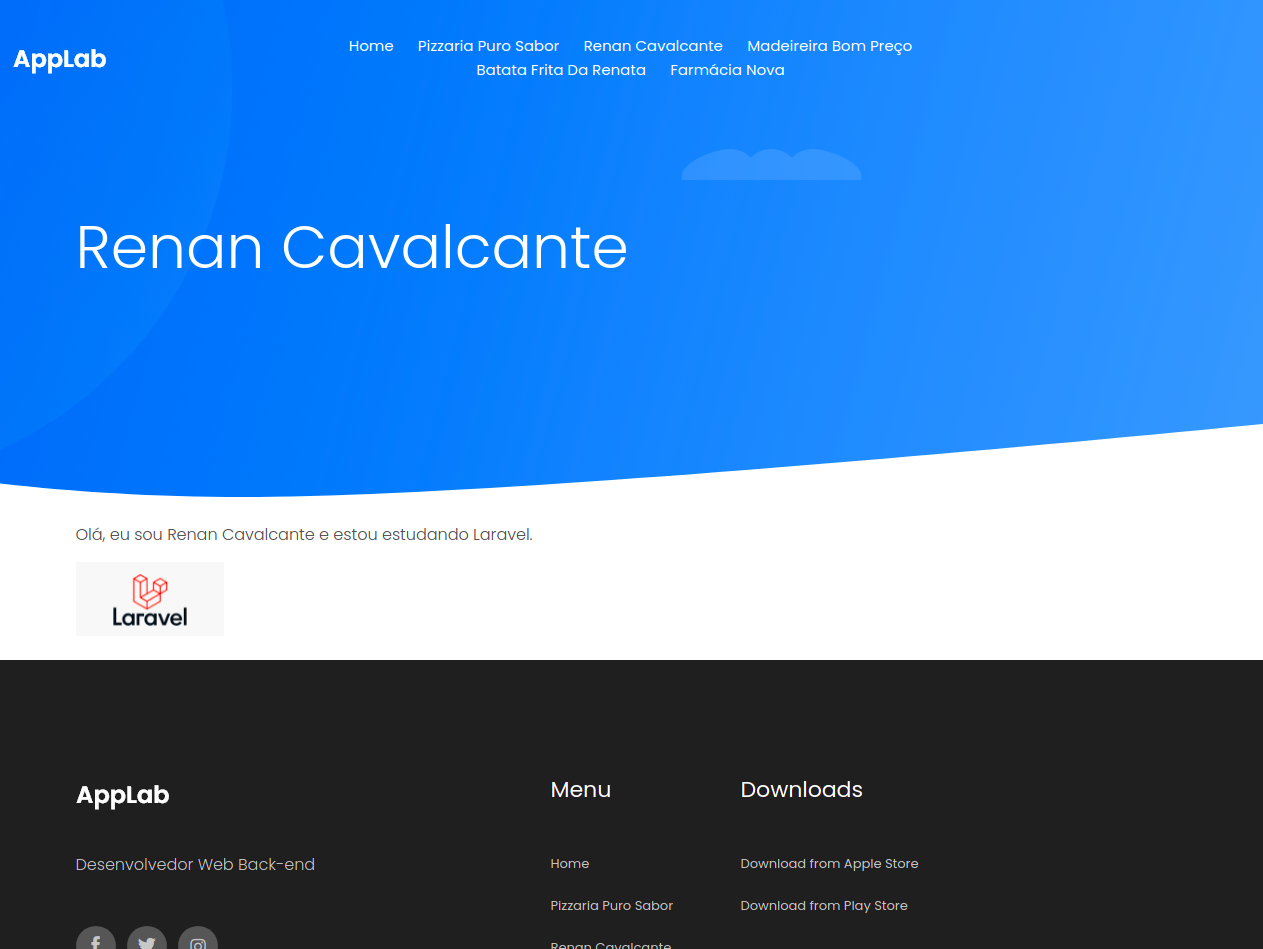 AppLab
Home Pizzaria Puro Sabor Renan Cavalcante Madeireira Bom Preço
Batata Frita Da Renata Farmácia Nova
Renan Cavalcante
Olá, eu sou Renan Cavalcante e estou estudando Laravel.
Laravel
AppLab
Desenvolvedor Web Back-end
Menu
Home
Pizzaria Puro Sabor
Renan Cavalcante
Downloads
Download from Apple Store
Download from Play Store